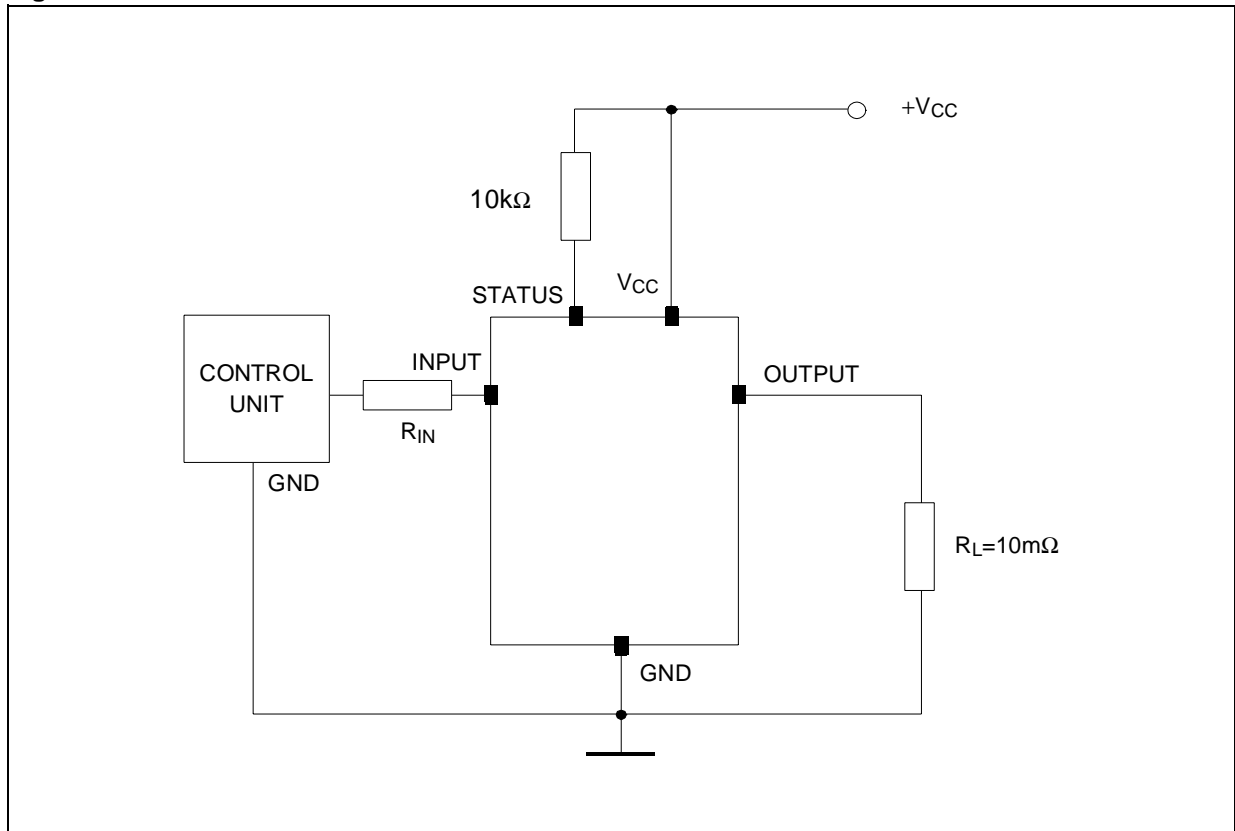 +VCC
10kΩ
STATUS
VCC
INPUT
OUTPUT
CONTROL
UNIT
RIN
GND
RL=10mΩ
GND